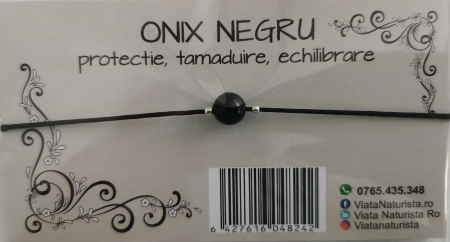 ONIX NEGRU
protectie, tamaduire, echilibrare
0765.435.348
ViataNaturista.ro
Viata Naturista Ro
Viatanaturista
6 427616 048242